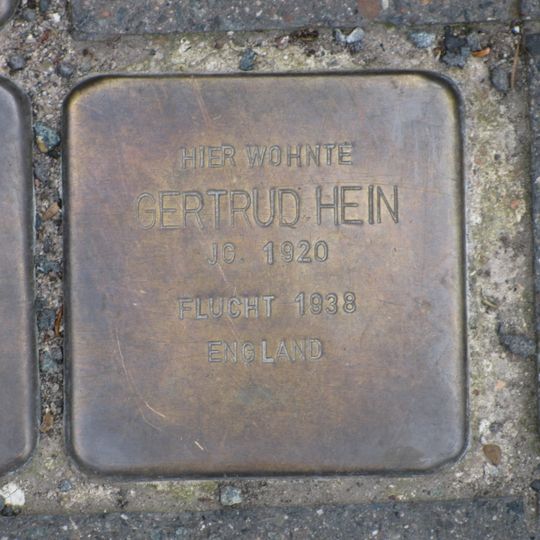 HIER WOHNTE
GERTRUD HEIN
JG. 1920
FLUCHT 1938
ENGLAND